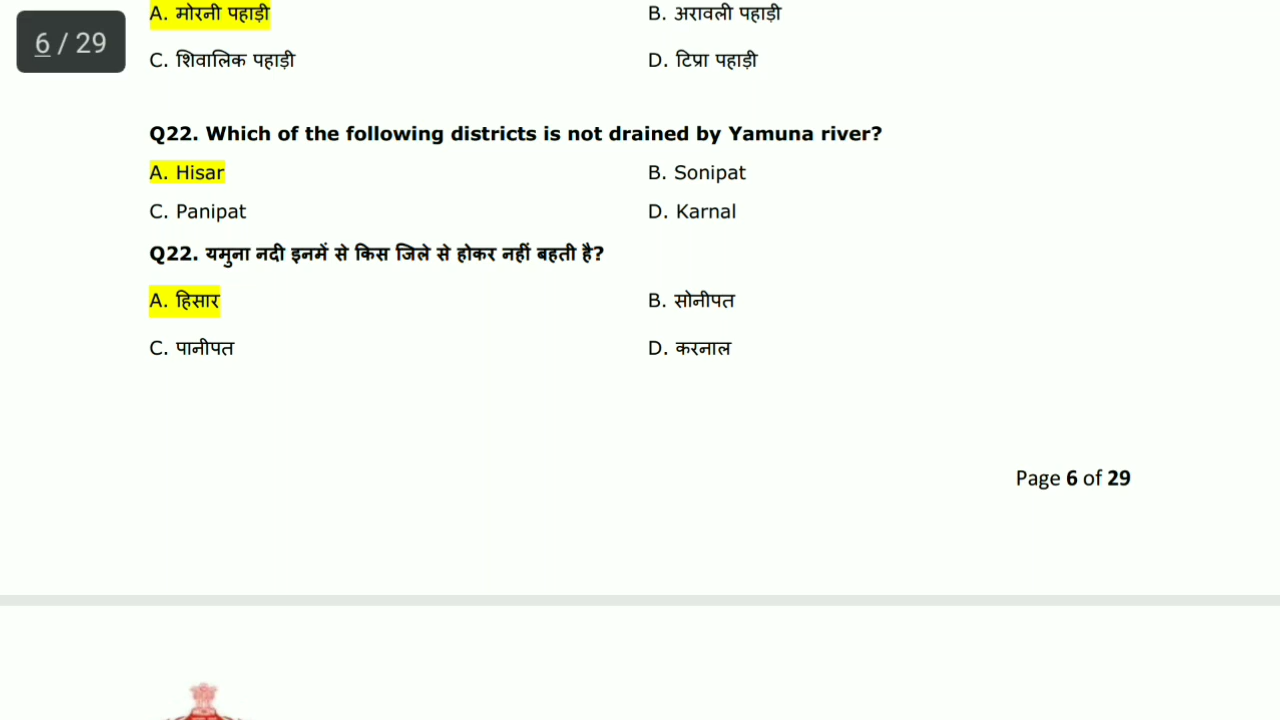 A. मोरनी पहाड़ी B. अरावली पहाड़ी
6 / 29
C. शिवालिक पहाड़ी D. टिप्रा पहाड़ी
Q22. Which of the following districts is not drained by Yamuna river?
A. Hisar B. Sonipat
C. Panipat D. Karnal
Q22. यमुना नदी इनमें से किस जिले से होकर नहीं बहती है?
A. हिसार B. सोनीपत
C. पानीपत D. करनाल
Page 6 of 29